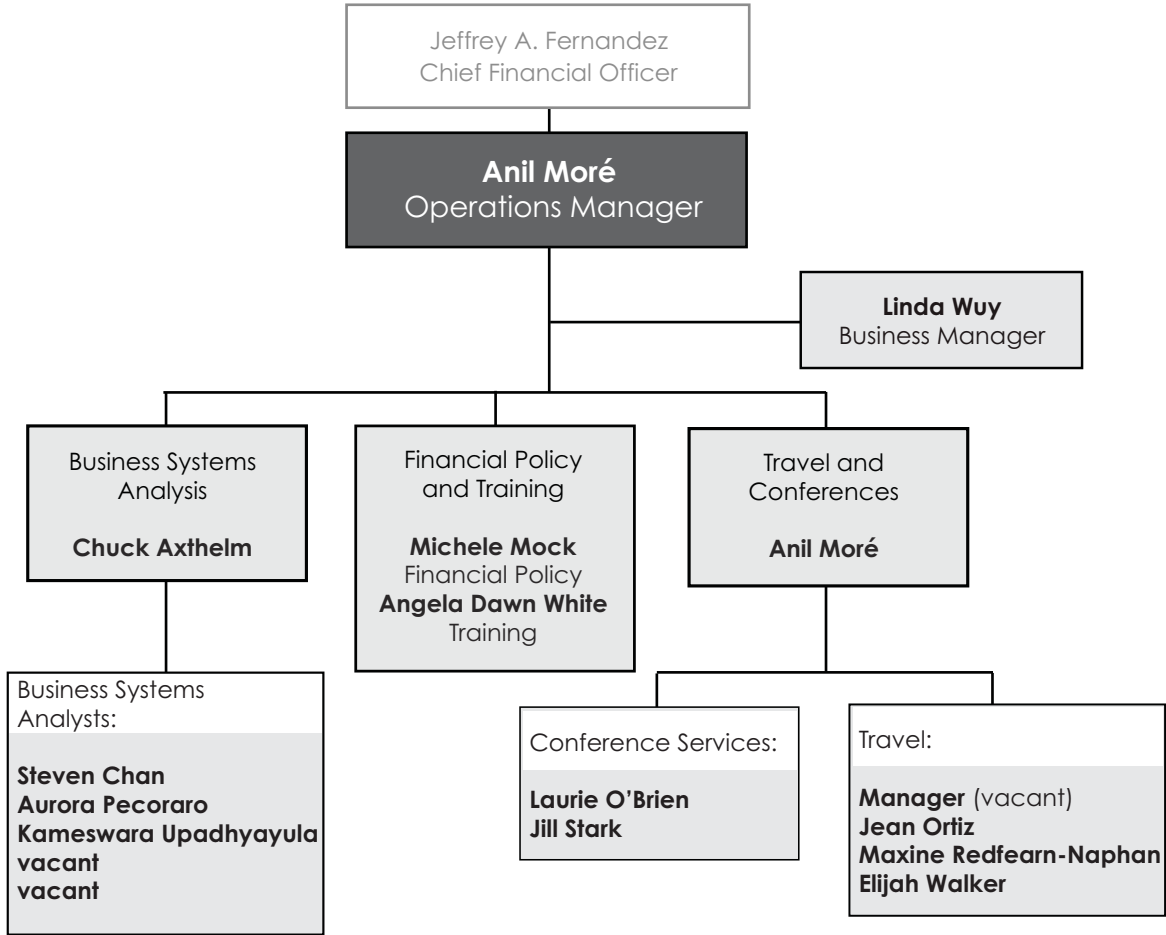 Jeffrey A. Fernandez
Chief Financial Officer
Anil Moré
Operations Manager
Linda Wuy
Business Manager
Business Systems
Analysis
Chuck Axthelm
Financial Policy
and Training
Michele Mock
Financial Policy
Angela Dawn White
Training
Travel and
Conferences
Anil Moré
Business Systems
Analysts:
Steven Chan
Aurora Pecoraro
Kameswara Upadhyayula
vacant
vacant
Conference Services:
Laurie O’Brien
Jill Stark
Travel:
Manager (vacant)
Jean Ortiz
Maxine Redfearn-Naphan
Elijah Walker